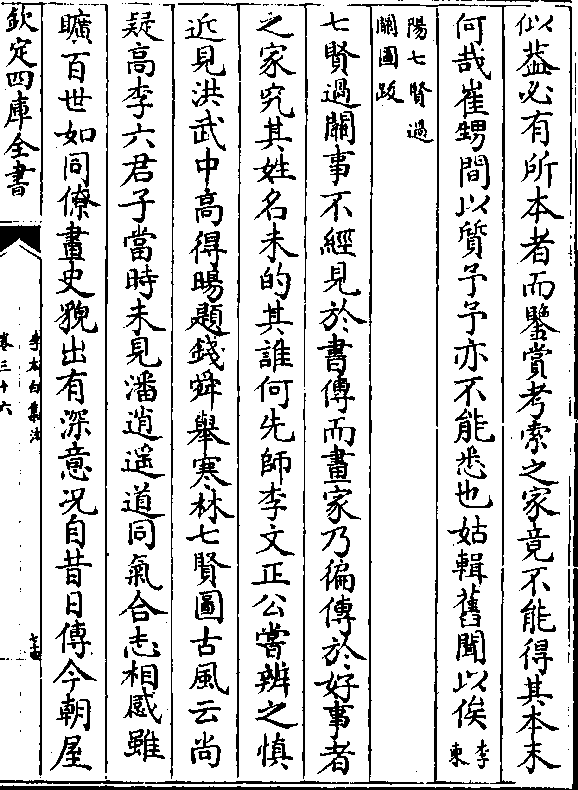 似葢必有所本者而鑒賞考索之家竟不能得其本末
何哉崔甥間以質予予亦不能悉也姑輯舊聞以俟李東
陽七賢過關圖跋
七賢過關事不經見於書傳而畫家乃徧傳於好事者
之家究其姓名未的其誰何先師李文正公嘗辨之慎
近見洪武中高得暘題錢舜舉寒林七賢圖古風云尚
疑高李六君子當時未見潘逍遥道同氣合志相感雖
曠百世如同僚畫史貌出有深意况自昔日傳今朝屋
欽定四庫全書
卷三十六